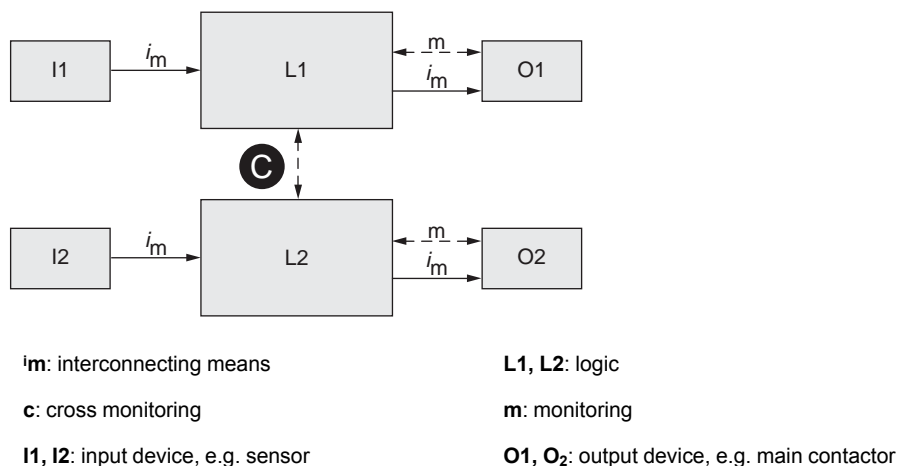 m
I1 iₘ L1 iₘ O1
C
m
I2 iₘ L2 iₘ O2
ⁱm: interconnecting means
L1, L2: logic
c: cross monitoring
m: monitoring
I1, I2: input device, e.g. sensor
O1, O₂: output device, e.g. main contactor